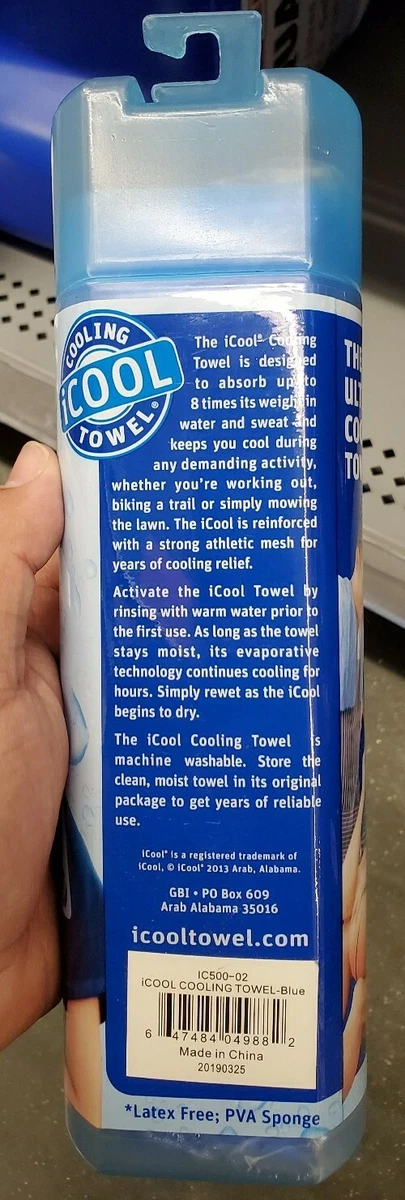 COOLING
iCOOL
TOWEL®
The iCool® Cooling
Towel is designed
to absorb up to
8 times its weight in
water and sweat and
keeps you cool during
any demanding activity,
whether you're working out,
biking a trail or simply mowing
the lawn. The iCool is reinforced
with a strong athletic mesh for
years of cooling relief.
Activate the iCool Towel by
rinsing with warm water prior to
the first use. As long as the towel
stays moist, its evaporative
technology continues cooling for
hours. Simply rewet as the iCool
begins to dry.
The iCool Cooling Towel is
machine washable. Store the
clean, moist towel in its original
package to get years of reliable
use.
iCool® is a registered trademark of
iCool, © iCool® 2013 Arab, Alabama.
GBI • PO Box 609
Arab Alabama 35016
icooltowel.com
IC500-02
iCOOL COOLING TOWEL-Blue
6 47484 04988 2
Made in China
20190325
*Latex Free; PVA Sponge
TH
ULT
CO
TO